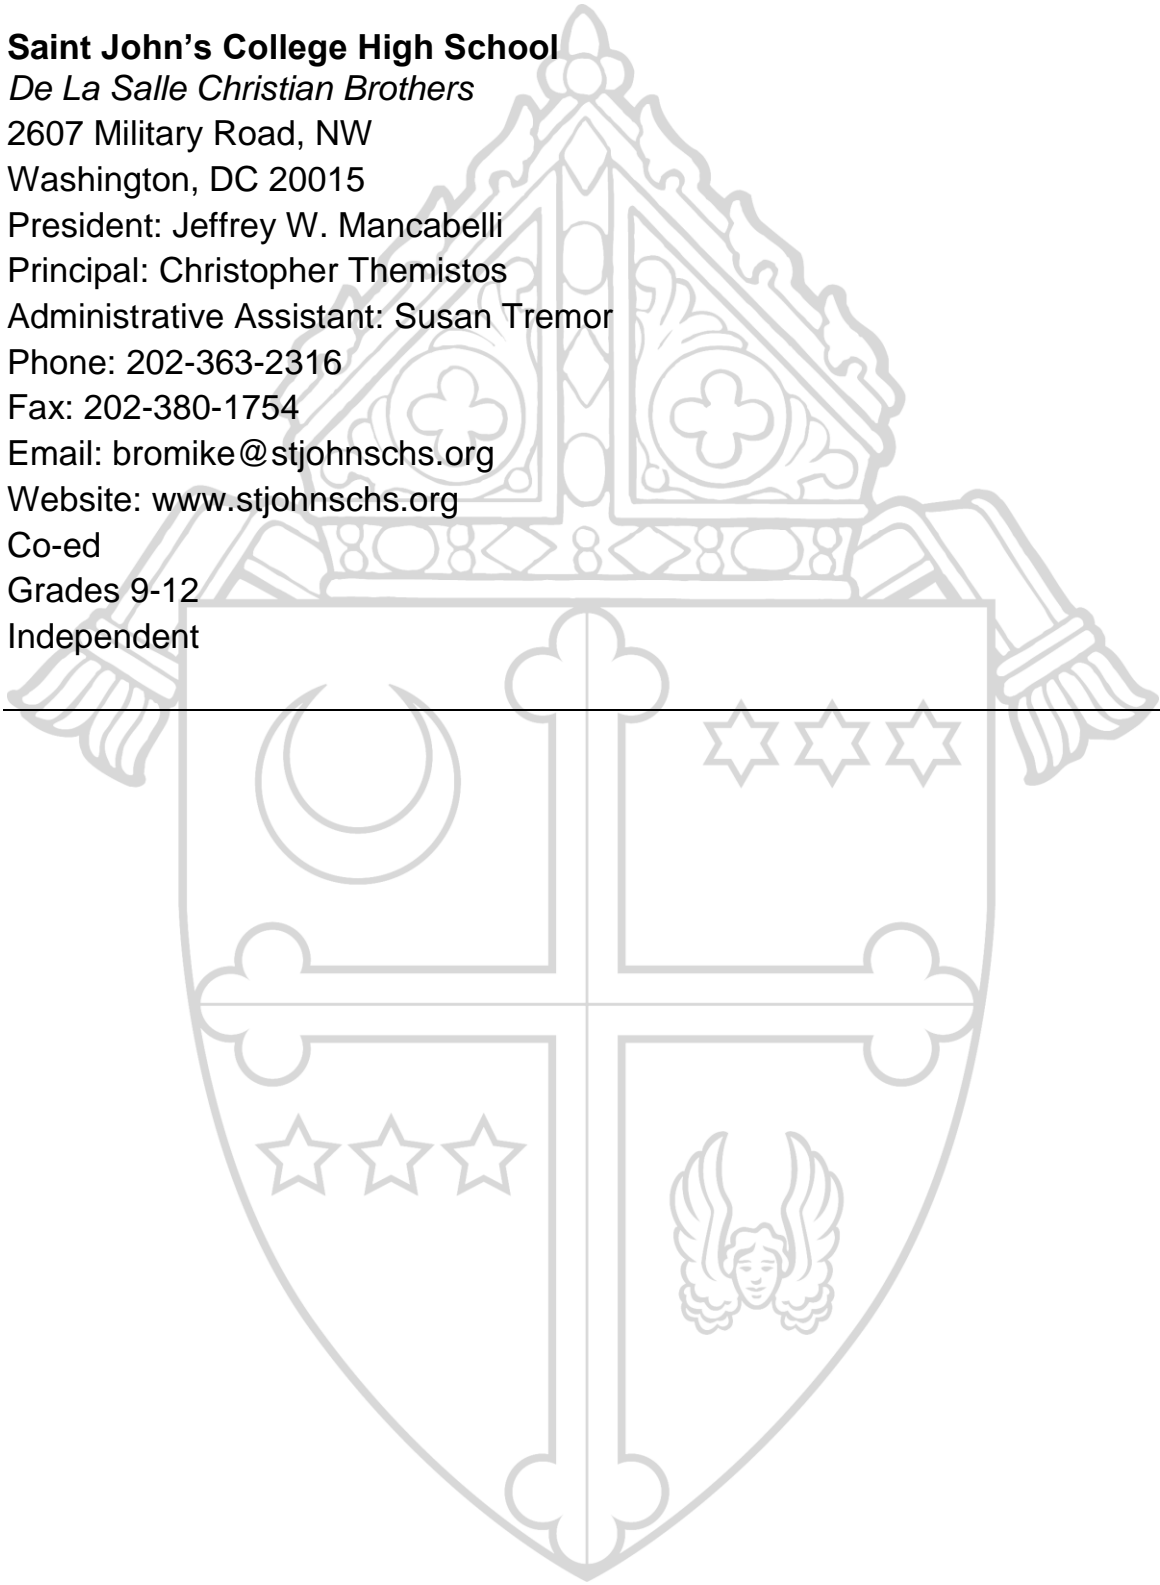 Saint John’s College High School
De La Salle Christian Brothers
2607 Military Road, NW
Washington, DC 20015
President: Jeffrey W. Mancabelli
Principal: Christopher Themistos
Administrative Assistant: Susan Tremor
Phone: 202-363-2316
Fax: 202-380-1754
Email: bromike@stjohnschs.org
Website: www.stjohnschs.org
Co-ed
Grades 9-12
Independent